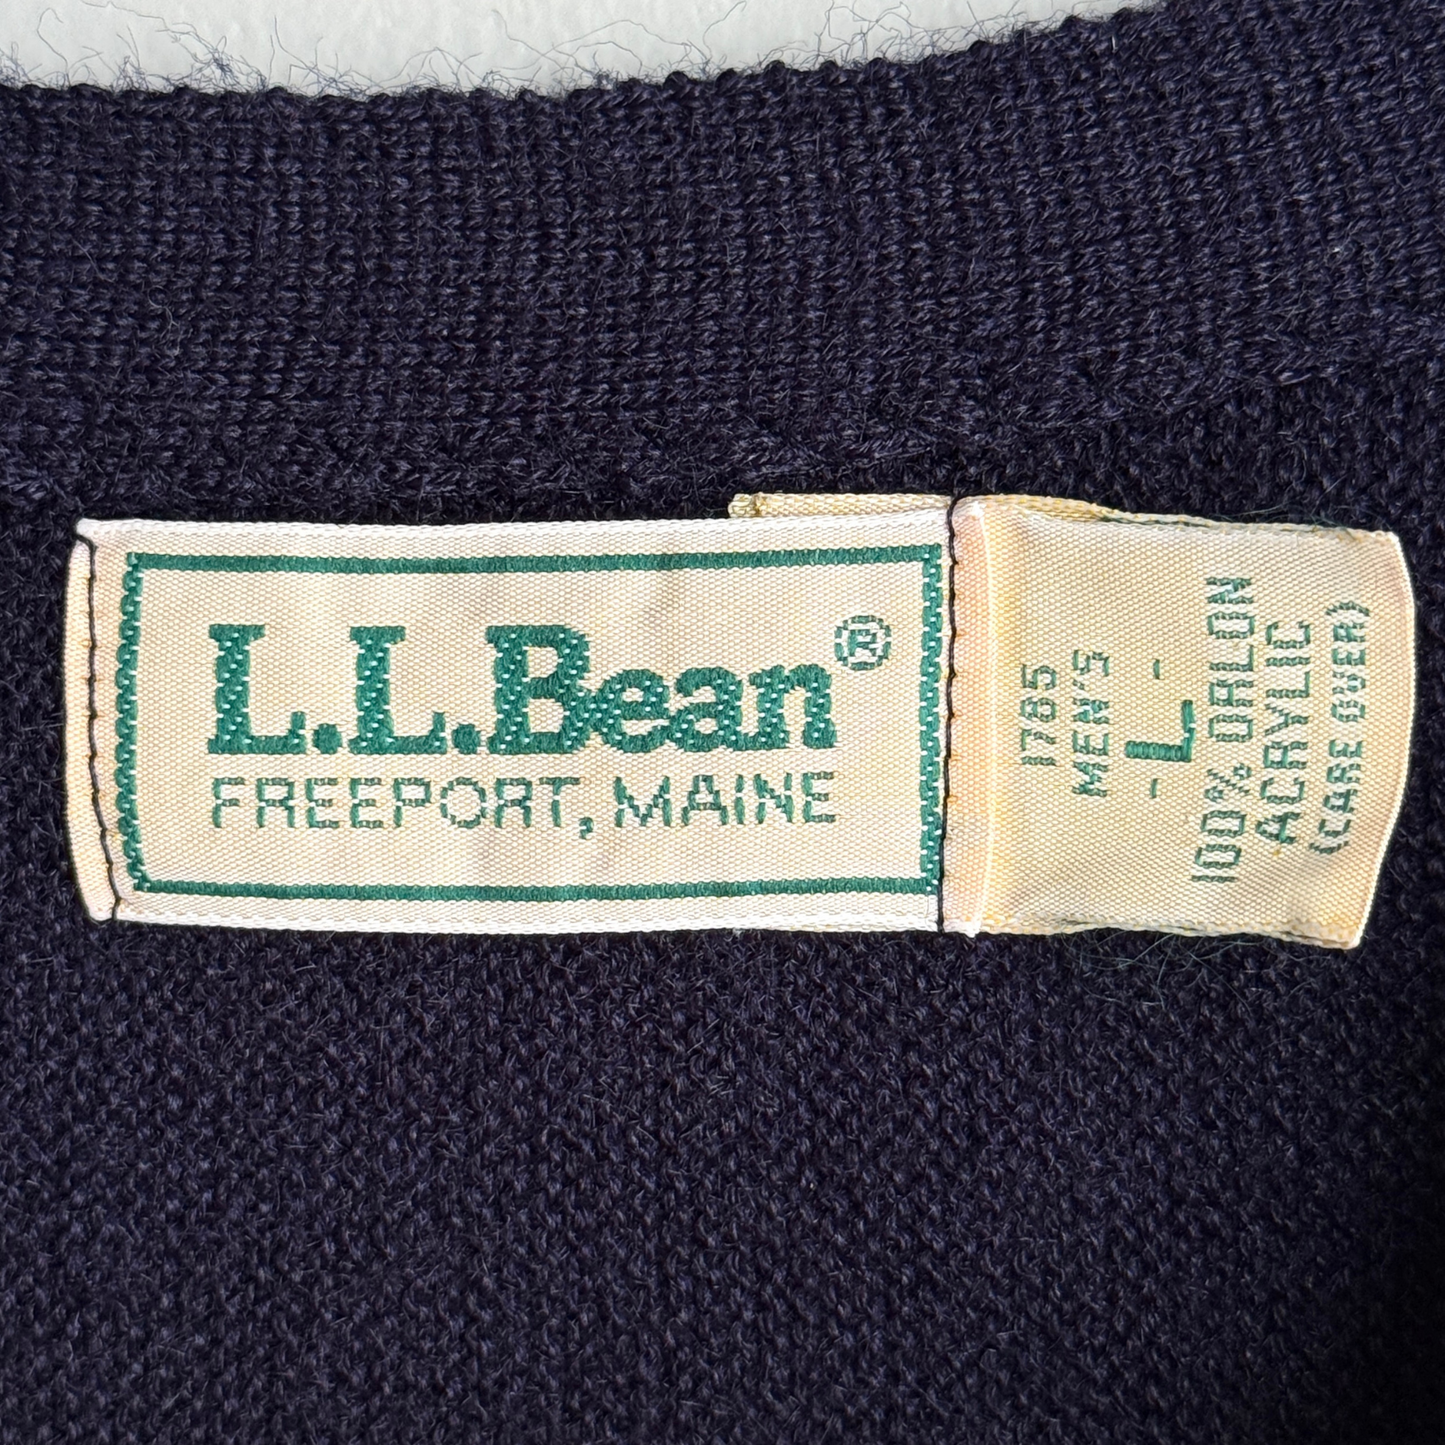 L.L.Bean®
FREEPORT, MAINE
1785
MEN'S
-L-
100% ORLON
ACRYLIC
(CARE OVER)